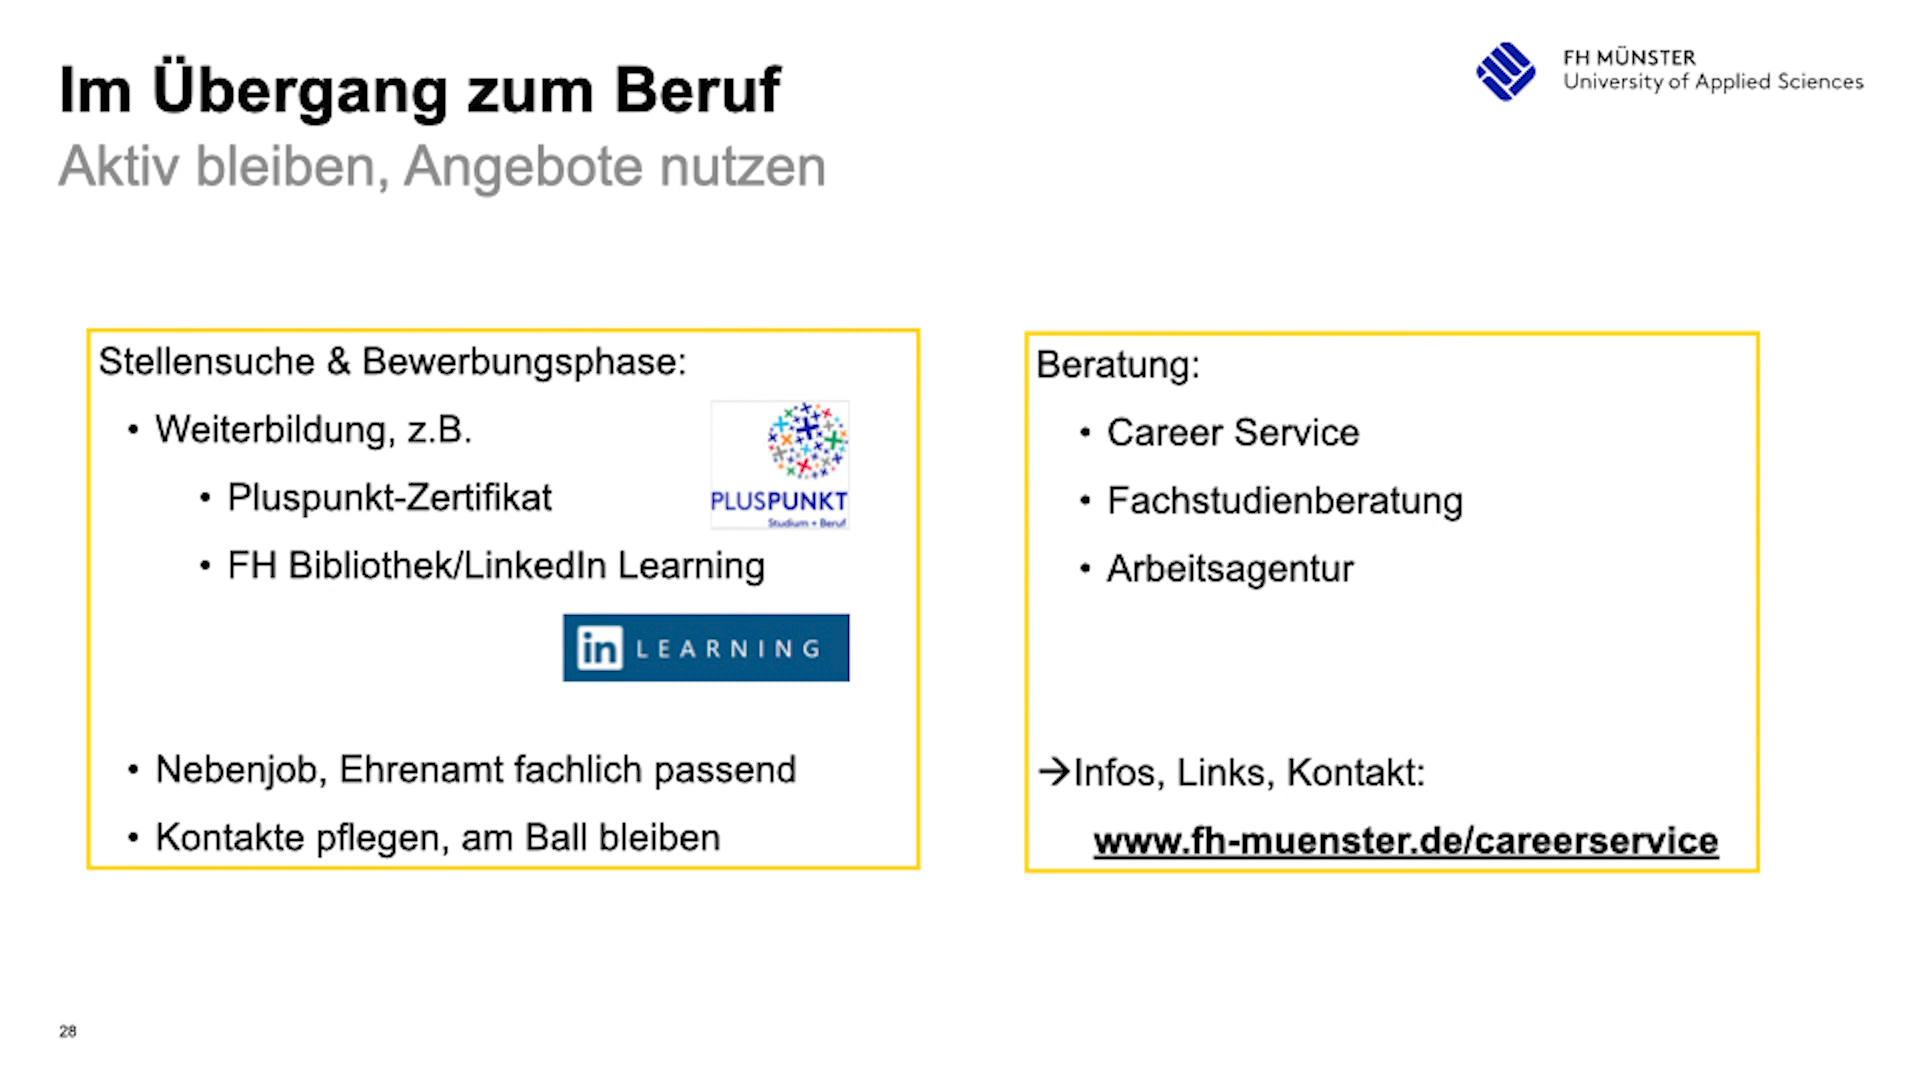 Im Übergang zum Beruf
Aktiv bleiben, Angebote nutzen
FH MÜNSTER
University of Applied Sciences
Stellensuche & Bewerbungsphase:
• Weiterbildung, z.B.
• Pluspunkt-Zertifikat
• FH Bibliothek/LinkedIn Learning
PLUSPUNKT
Studium + Beruf
in LEARNING
• Nebenjob, Ehrenamt fachlich passend
• Kontakte pflegen, am Ball bleiben
Beratung:
• Career Service
• Fachstudienberatung
• Arbeitsagentur
→Infos, Links, Kontakt:
www.fh-muenster.de/careerservice
28